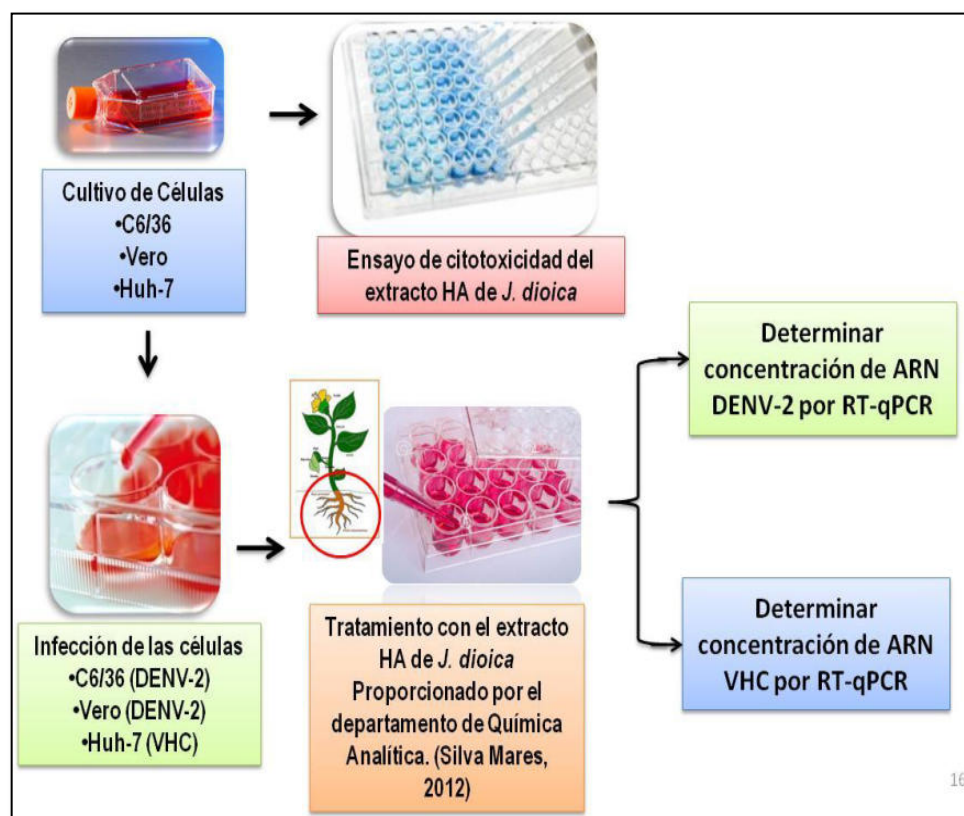 Cultivo de Células
•C6/36
•Vero
•Huh-7
Ensayo de citotoxicidad del
extracto HA de J. dioica
Infección de las células
•C6/36 (DENV-2)
•Vero (DENV-2)
•Huh-7 (VHC)
Tratamiento con el extracto
HA de J. dioica
Proporcionado por el
departamento de Química
Analítica. (Silva Mares,
2012)
Determinar
concentración de ARN
DENV-2 por RT-qPCR
Determinar
concentración de ARN
VHC por RT-qPCR
16